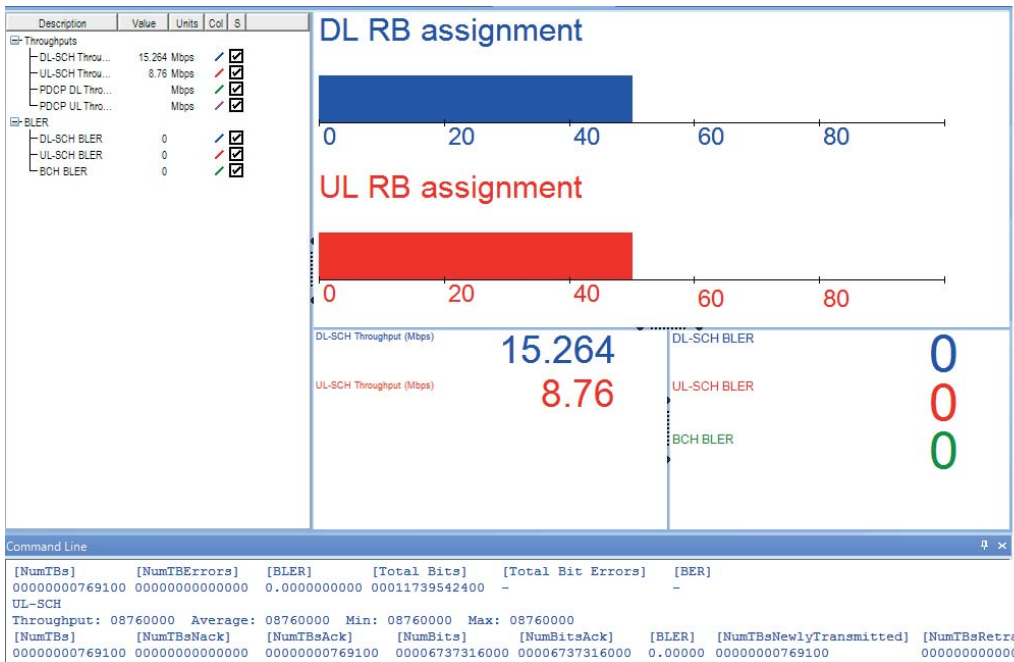 Description Value Units Col S
Throughputs
DL-SCH Throu... 15.264 Mbps
UL-SCH Throu... 8.76 Mbps
PDCP DL Thro... Mbps
PDCP UL Thro... Mbps
BLER
DL-SCH BLER 0
UL-SCH BLER 0
BCH BLER 0
DL RB assignment
0 20 40 60 80
UL RB assignment
0 20 40 60 80
DL-SCH Throughput (Mbps) 15.264
UL-SCH Throughput (Mbps) 8.76
DL-SCH BLER 0
UL-SCH BLER 0
BCH BLER 0
Command Line
[NumTBs] [NumTBErrors] [BLER] [Total Bits] [Total Bit Errors] [BER]
00000000769100 00000000000000 0.0000000000 00011739542400 - -
UL-SCH
Throughput: 08760000 Average: 08760000 Min: 08760000 Max: 08760000
[NumTBs] [NumTBsNack] [NumTBsAck] [NumBits] [NumBitsAck] [BLER] [NumTBsNewlyTransmitted] [NumTBsRetra
00000000769100 00000000000000 00000000769100 00006737316000 00006737316000 0.00000 00000000769100 000000000000